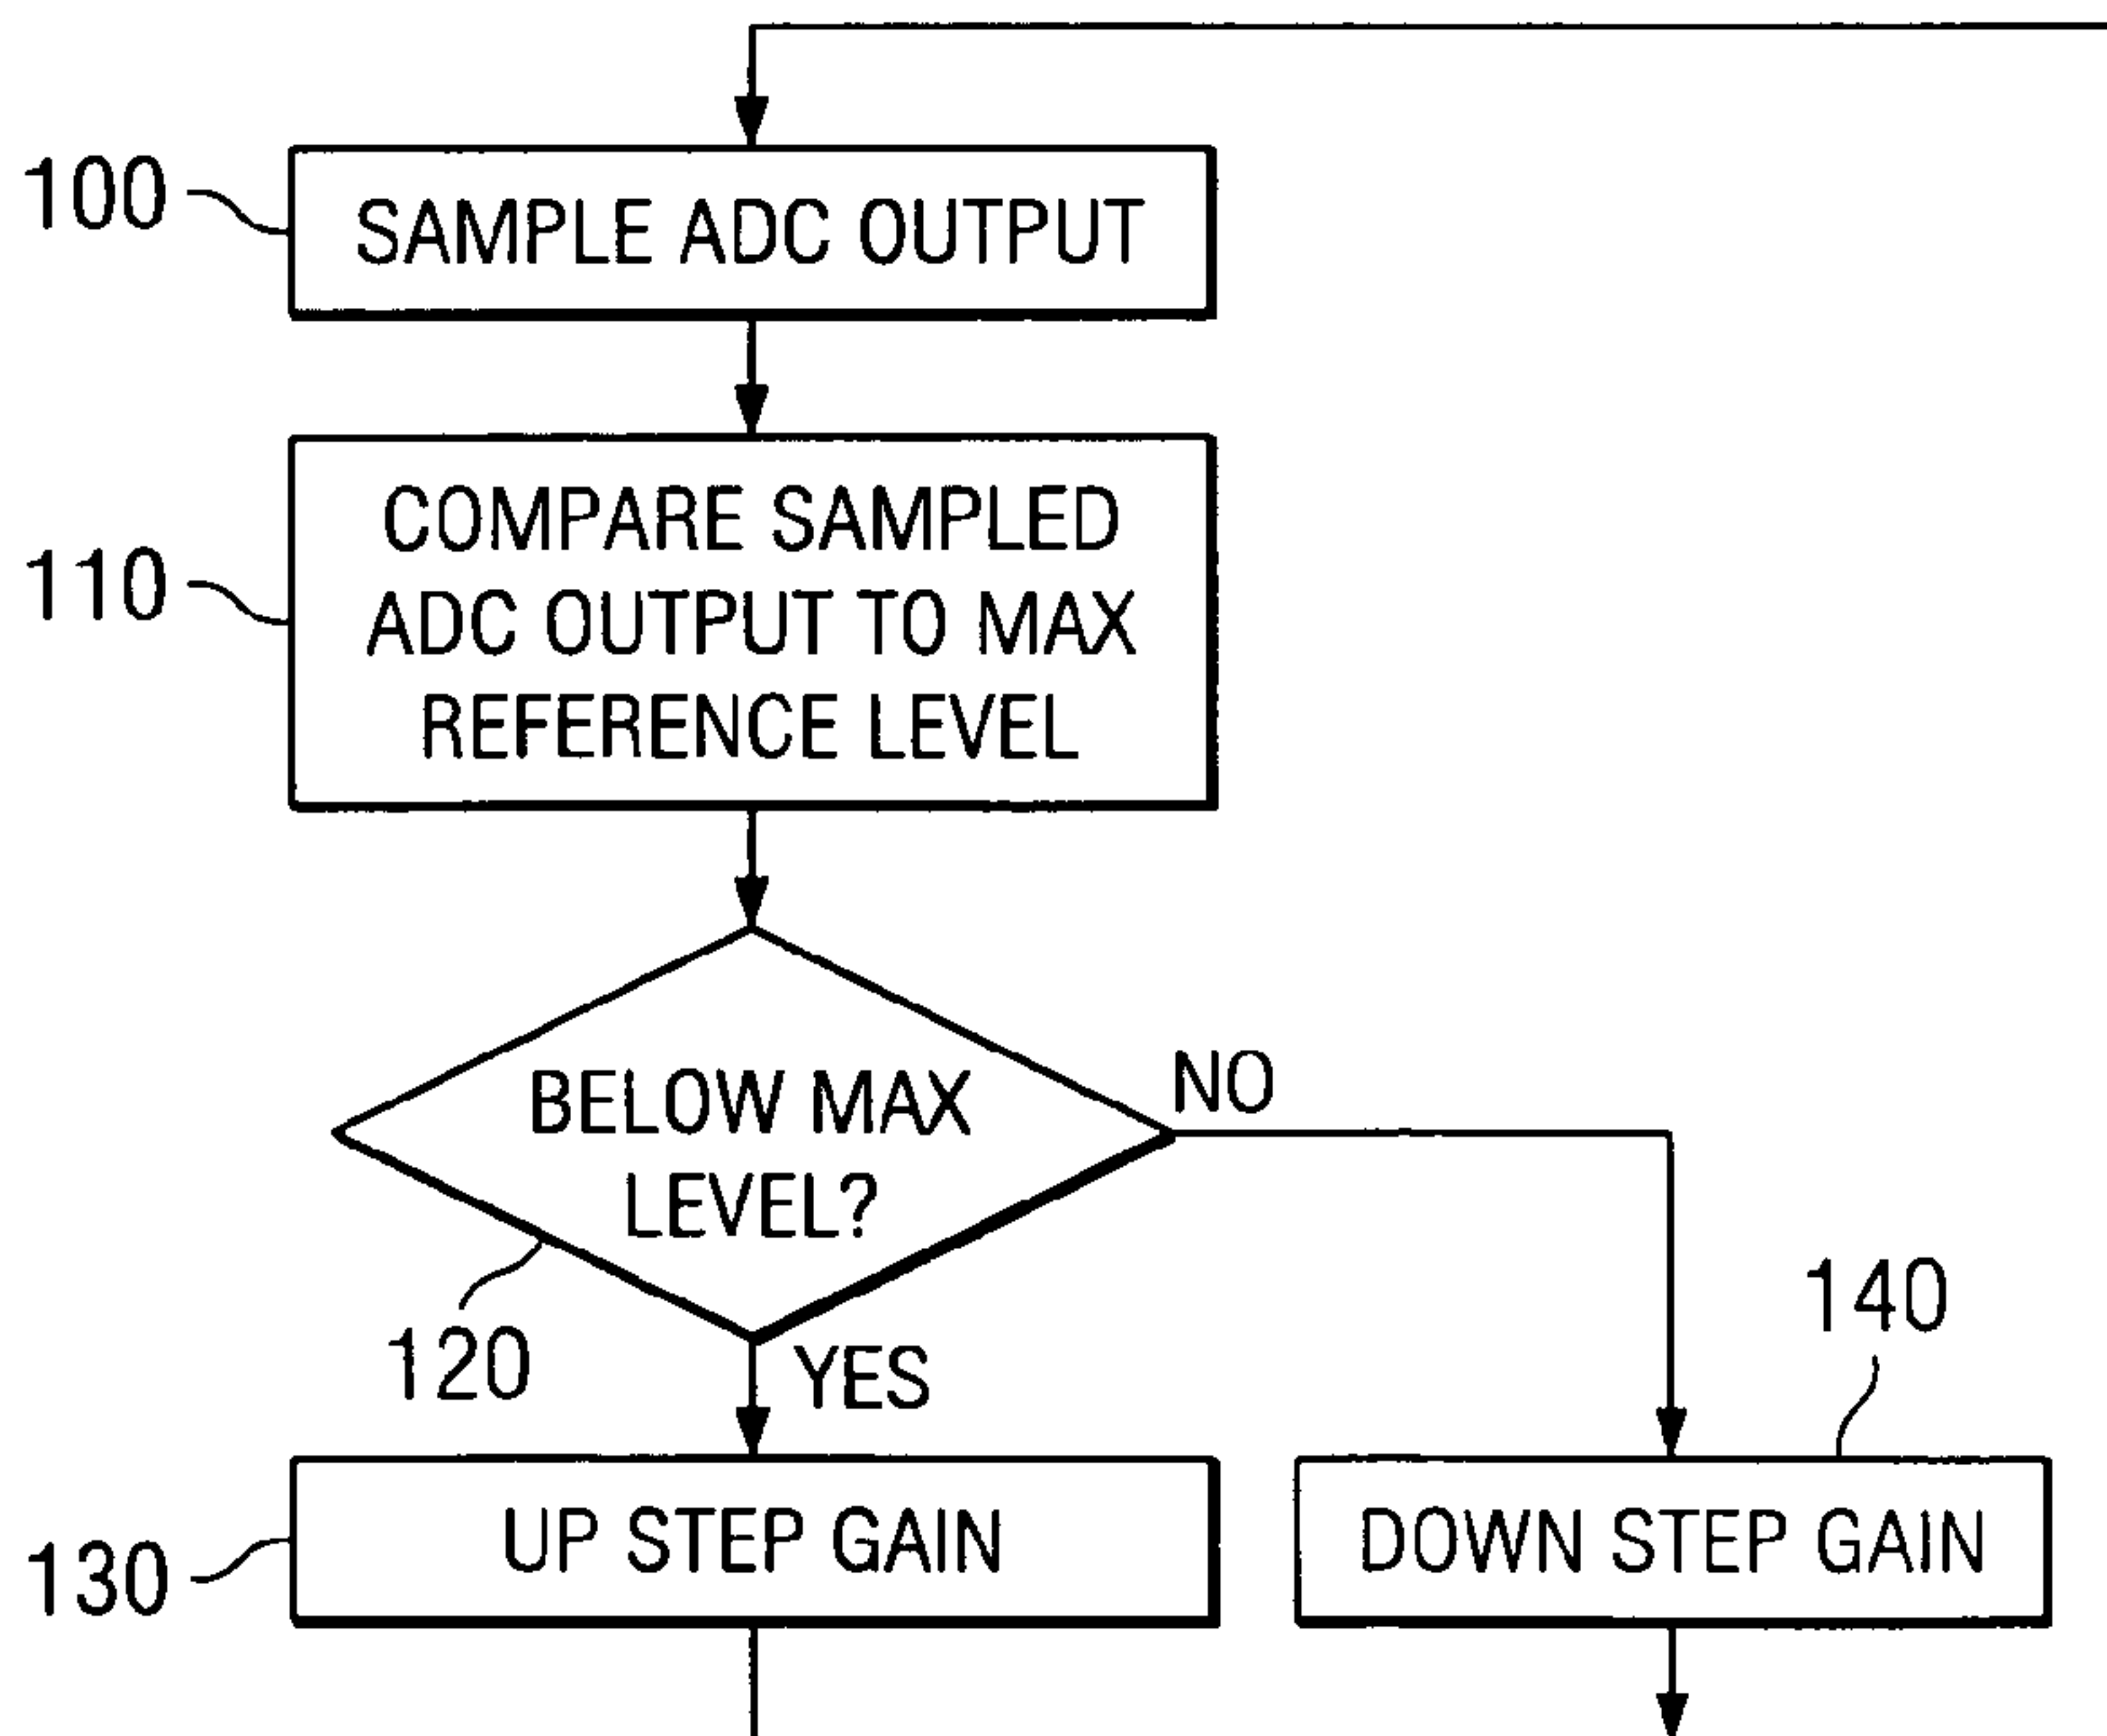 100
SAMPLE ADC OUTPUT
110
COMPARE SAMPLED
ADC OUTPUT TO MAX
REFERENCE LEVEL
BELOW MAX
LEVEL?
NO
120
YES
140
130
UP STEP GAIN
DOWN STEP GAIN